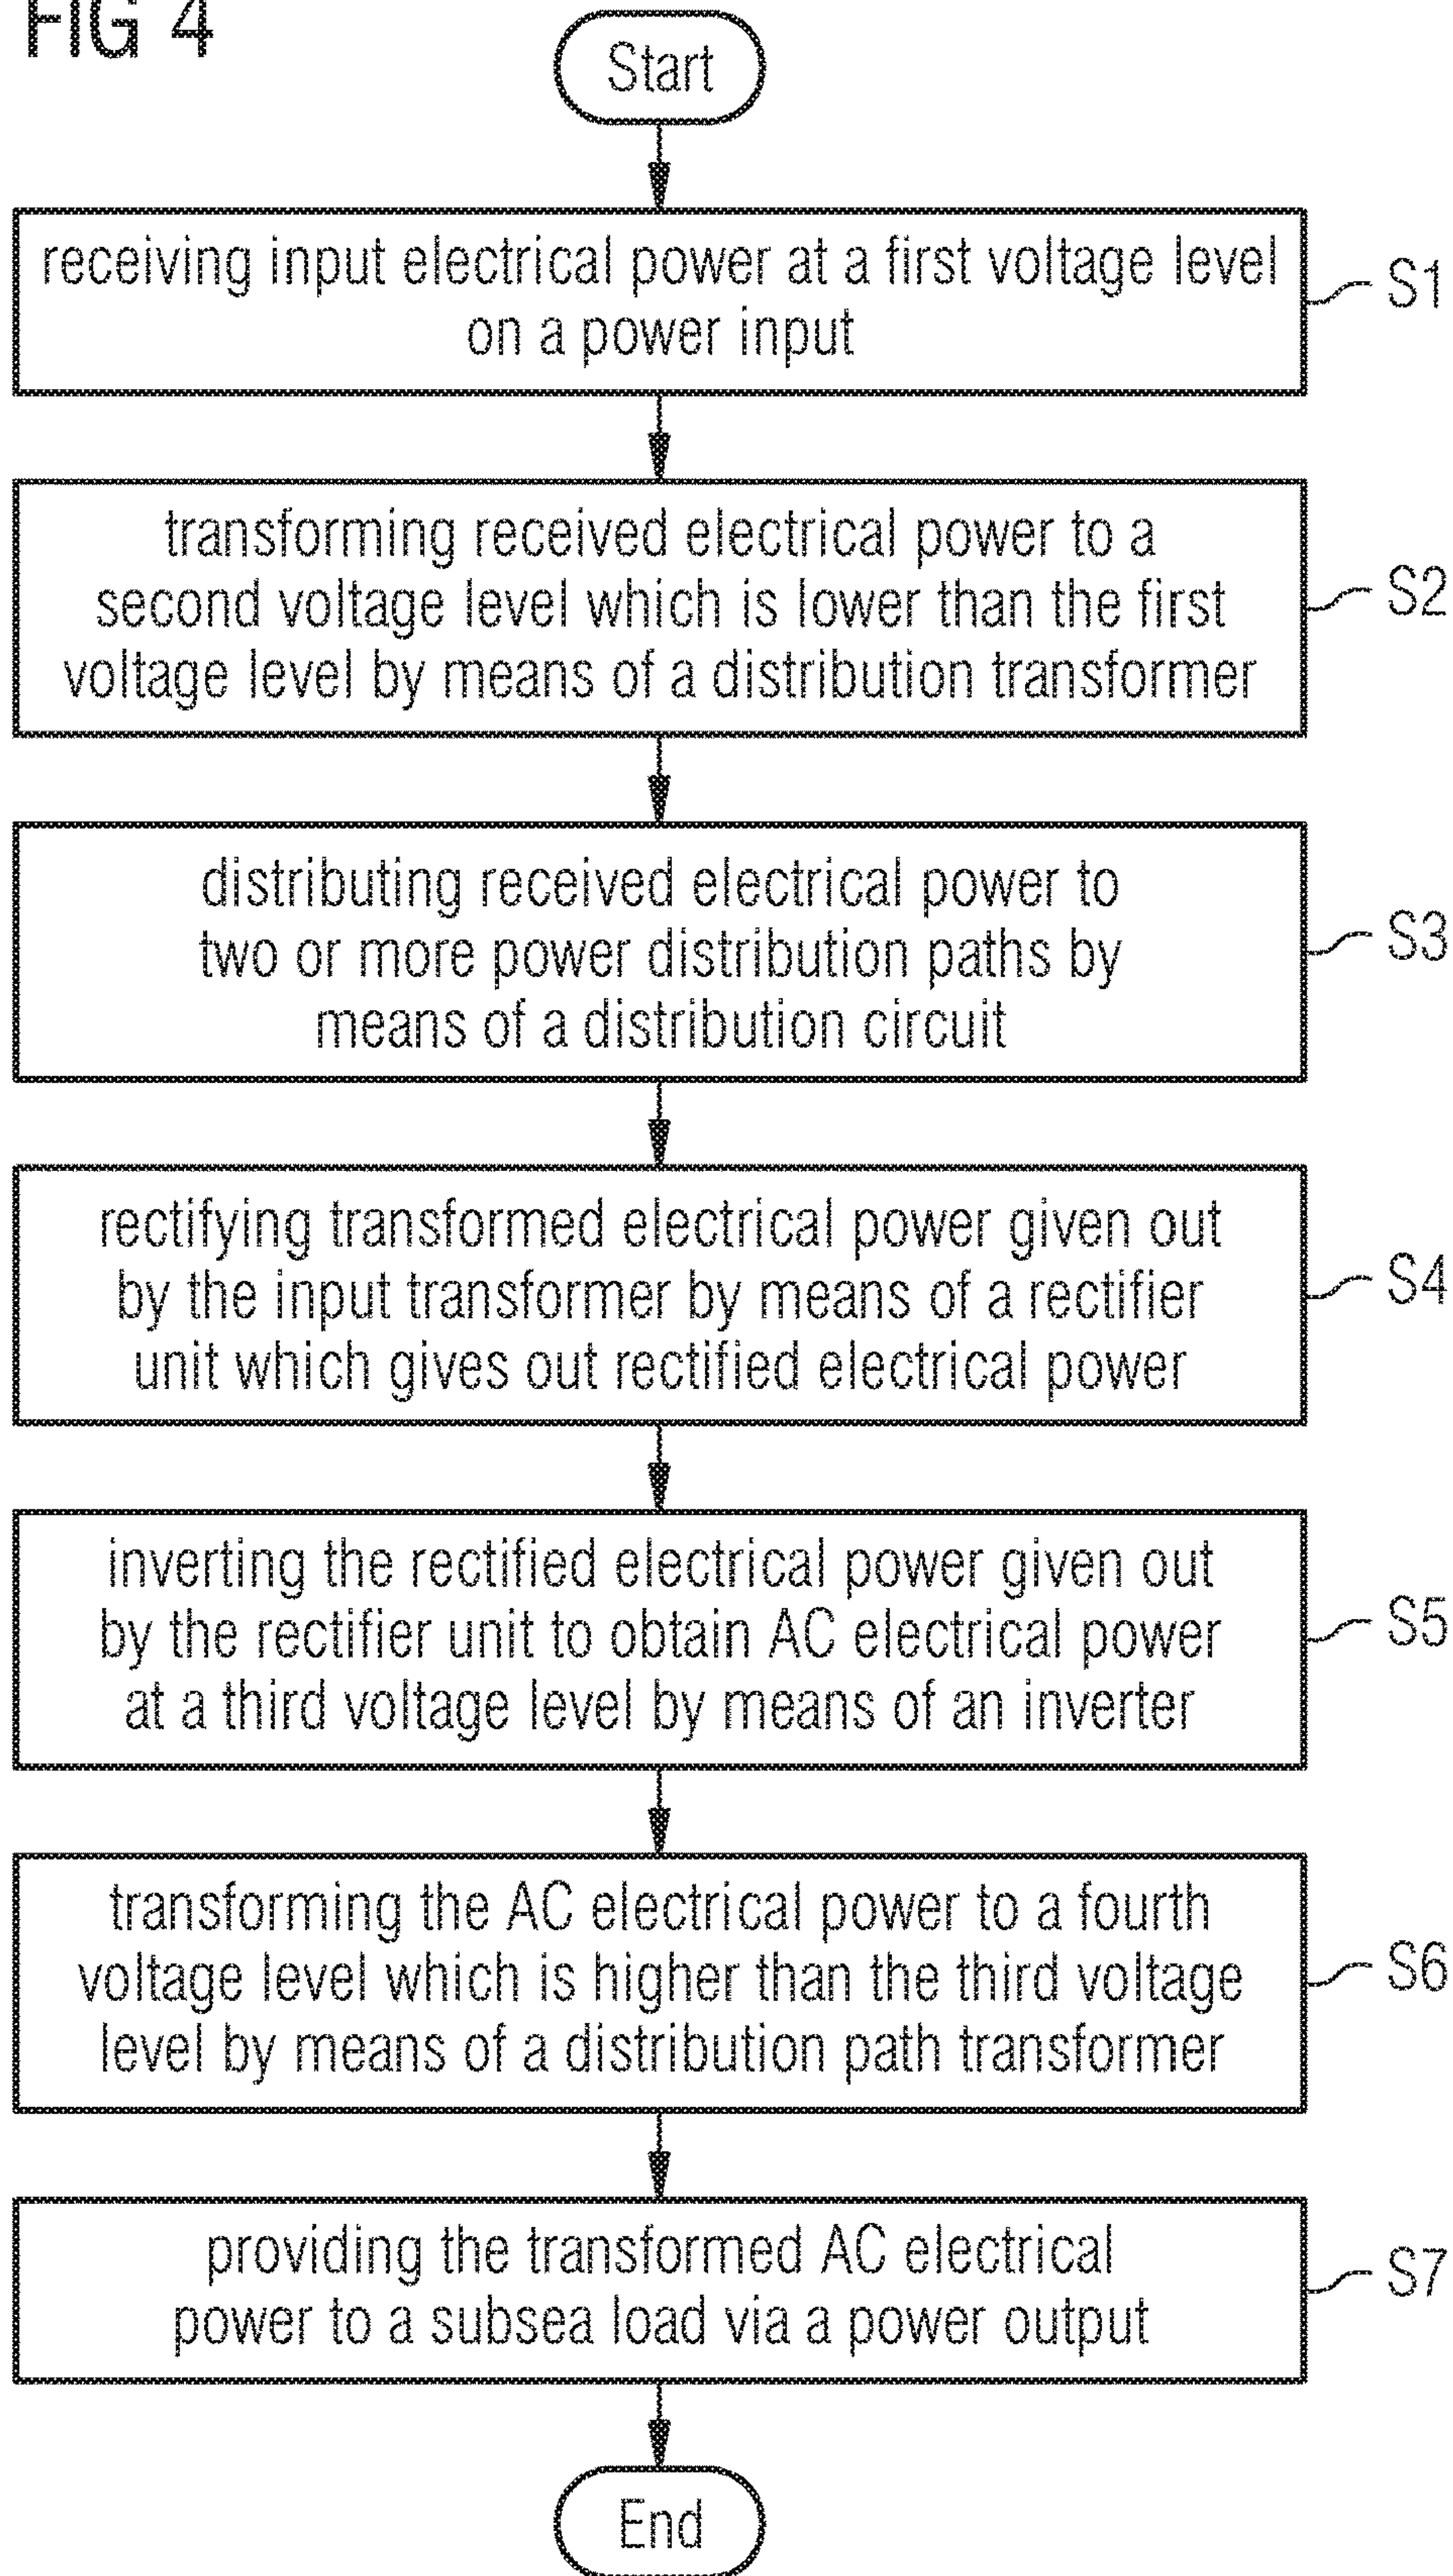 FIG 4
Start
receiving input electrical power at a first voltage level
on a power input
S1
transforming received electrical power to a
second voltage level which is lower than the first
voltage level by means of a distribution transformer
S2
distributing received electrical power to
two or more power distribution paths by
means of a distribution circuit
S3
rectifying transformed electrical power given out
by the input transformer by means of a rectifier
unit which gives out rectified electrical power
S4
inverting the rectified electrical power given out
by the rectifier unit to obtain AC electrical power
at a third voltage level by means of an inverter
S5
transforming the AC electrical power to a fourth
voltage level which is higher than the third voltage
level by means of a distribution path transformer
S6
providing the transformed AC electrical
power to a subsea load via a power output
S7
End